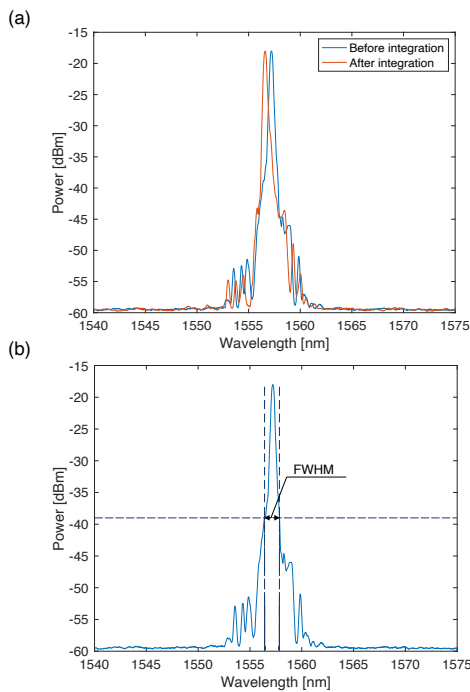 (a)
-15
-20
-25
-30
-35
-40
-45
-50
-55
-60
Power [dBm]
Before integration
After integration
1540 1545 1550 1555 1560 1565 1570 1575
Wavelength [nm]
(b)
-15
-20
-25
-30
-35
-40
-45
-50
-55
-60
Power [dBm]
FWHM
1540 1545 1550 1555 1560 1565 1570 1575
Wavelength [nm]